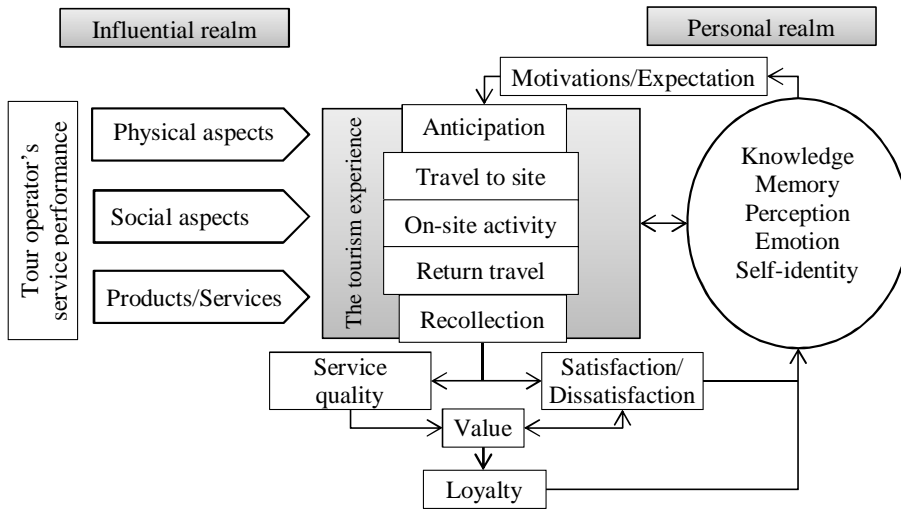 Influential realm
Personal realm
Motivations/Expectation
Tour operator's
service performance
Physical aspects
Social aspects
Products/Services
The tourism experience
Anticipation
Travel to site
On-site activity
Return travel
Recollection
Knowledge
Memory
Perception
Emotion
Self-identity
Service
quality
Satisfaction/
Dissatisfaction
Value
Loyalty